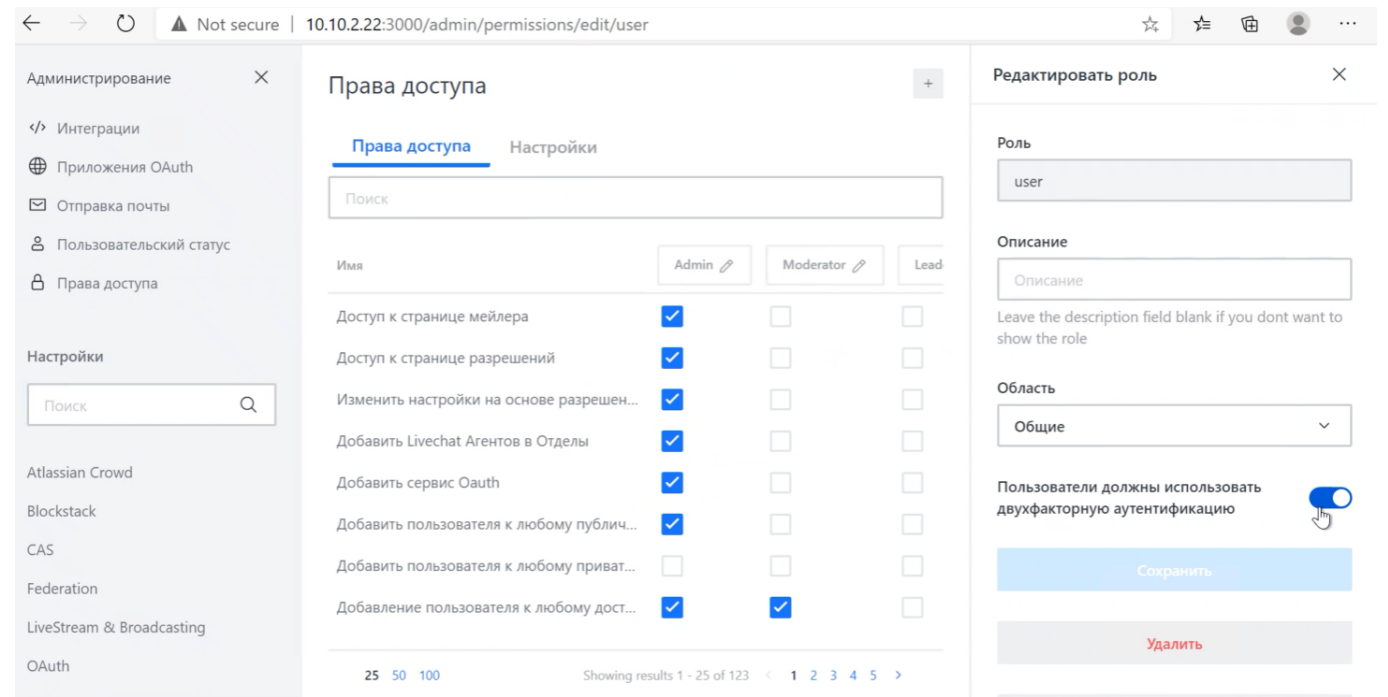 Not secure
10.10.2.22:3000/admin/permissions/edit/user
Администрирование
Интеграции
Приложения OAuth
Отправка почты
Пользовательский статус
Права доступа
Настройки
Поиск
Atlassian Crowd
Blockstack
CAS
Federation
LiveStream & Broadcasting
OAuth
Права доступа
+
Права доступа
Настройки
Поиск
Имя Admin Moderator Lead
Доступ к странице мейлера
Доступ к странице разрешений
Изменить настройки на основе разрешен...
Добавить Livechat Агентов в Отделы
Добавить сервис Oauth
Добавить пользователя к любому публич...
Добавить пользователя к любому приват...
Добавление пользователя к любому дост...
25 50 100 Showing results 1 - 25 of 123 < 1 2 3 4 5 >
Редактировать роль
Роль
user
Описание
Описание
Leave the description field blank if you dont want to
show the role
Область
Общие
Пользователи должны использовать
двухфакторную аутентификацию
Сохранить
Удалить